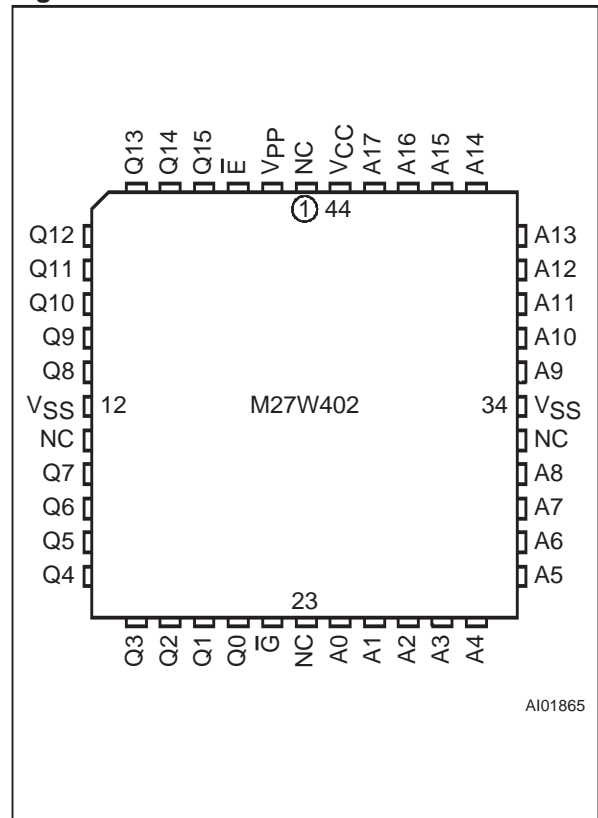 Q13 Q14 Q15 E̅ VPP NC VCC A17 A16 A15 A14
1 44
Q12 A13
Q11 A12
Q10 A11
Q9 A10
Q8 A9
VSS 12 M27W402 34 VSS
NC NC
Q7 A8
Q6 A7
Q5 A6
Q4 A5
23
Q3 Q2 Q1 Q0 G̅ NC A0 A1 A2 A3 A4
AI01865